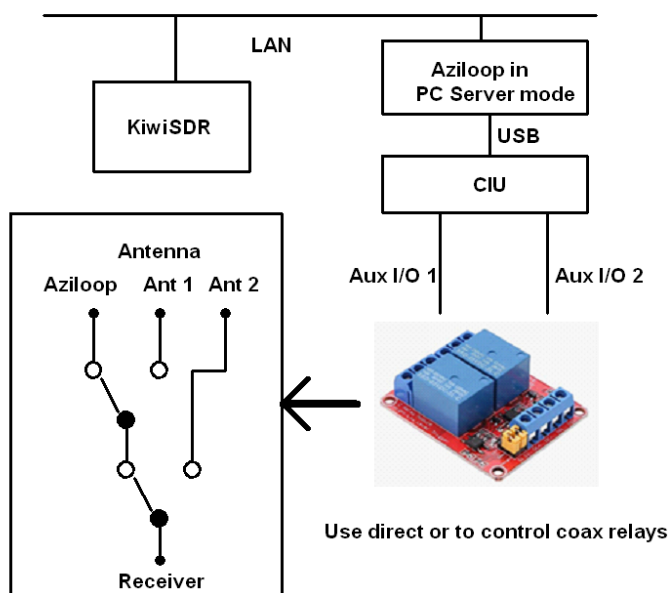 LAN
Aziloop in
PC Server mode
KiwiSDR
USB
CIU
Antenna
Aziloop Ant 1 Ant 2
Aux I/O 1 Aux I/O 2
Use direct or to control coax relays
Receiver